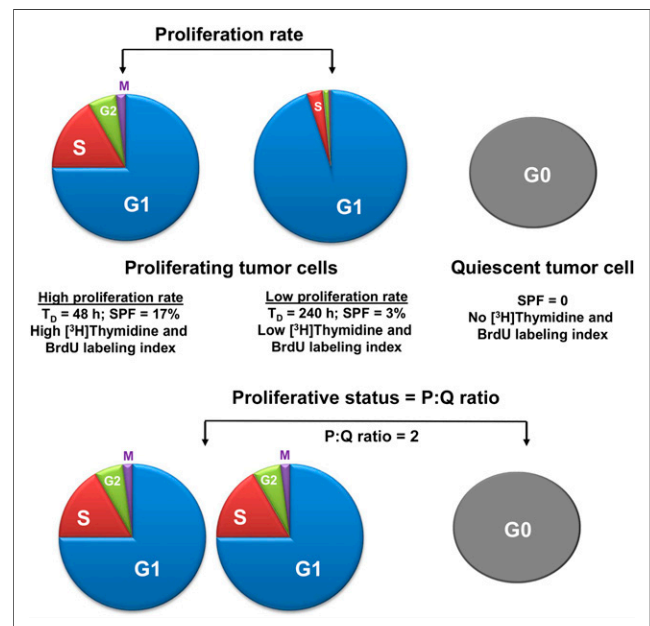 Proliferation rate
M
G2
S
G1
S
G1
G0
Proliferating tumor cells
Quiescent tumor cell
High proliferation rate
T_D = 48 h; SPF = 17%
High [³H]Thymidine and
BrdU labeling index
Low proliferation rate
T_D = 240 h; SPF = 3%
Low [³H]Thymidine and
BrdU labeling index
SPF = 0
No [³H]Thymidine and
BrdU labeling index
Proliferative status = P:Q ratio
P:Q ratio = 2
M
G2
S
G1
M
G2
S
G1
G0